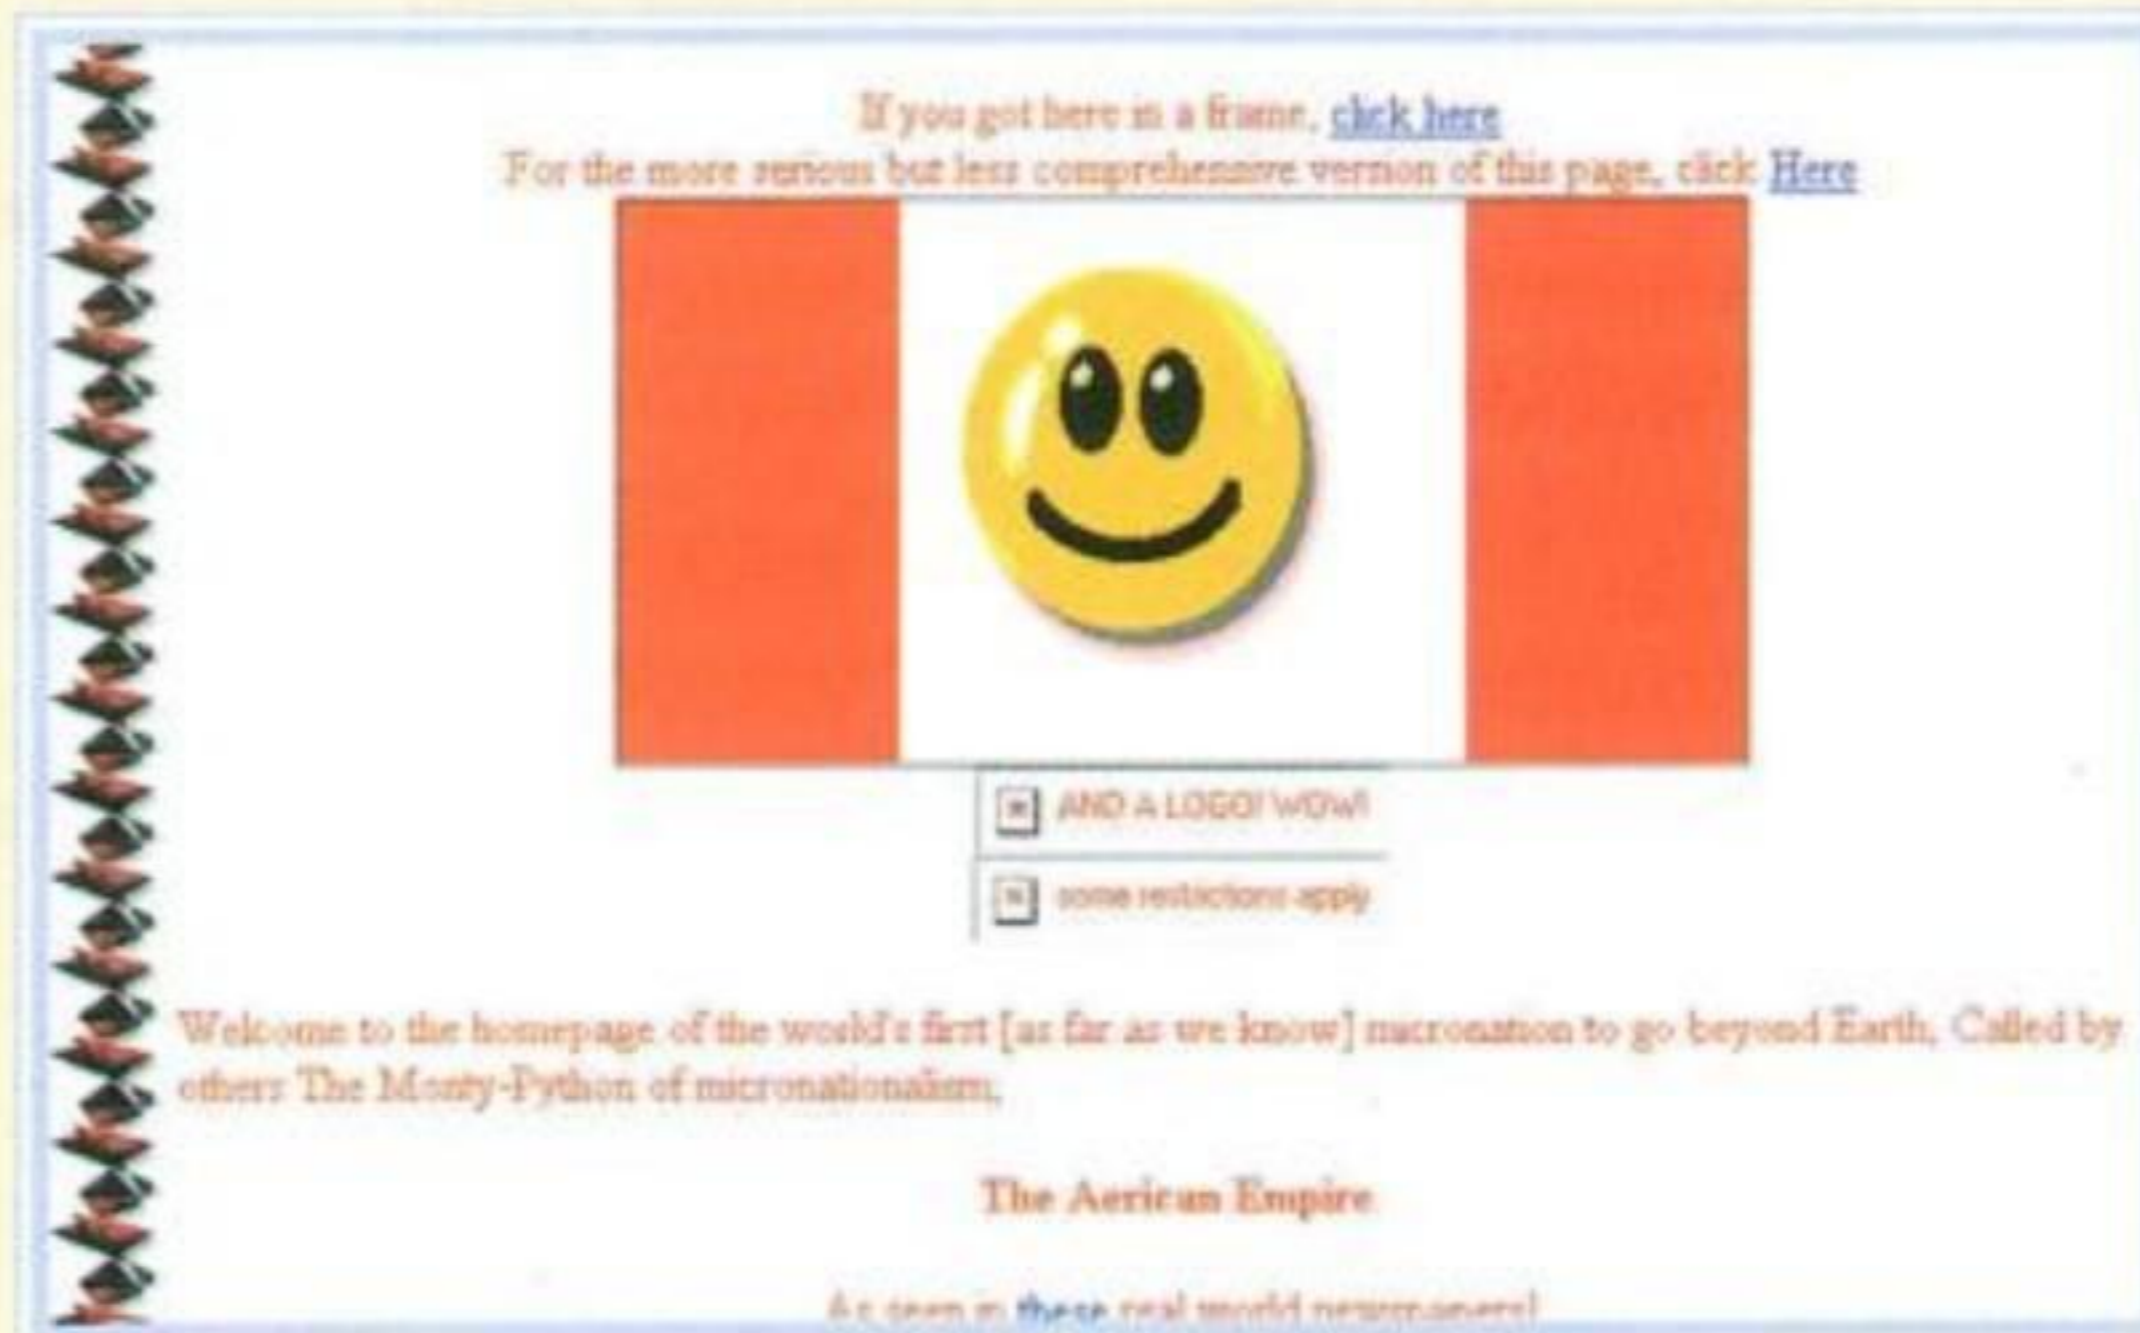 If you got here in a frame, click here
For the more serious but less comprehensive version of this page, click Here
AND A LOGO! WOW!
some restrictions apply
Welcome to the homepage of the world's first [as far as we know] micronation to go beyond Earth, Called by
others The Monty-Python of micronationalism,
The Aerican Empire
As seen in these real world newspapers!